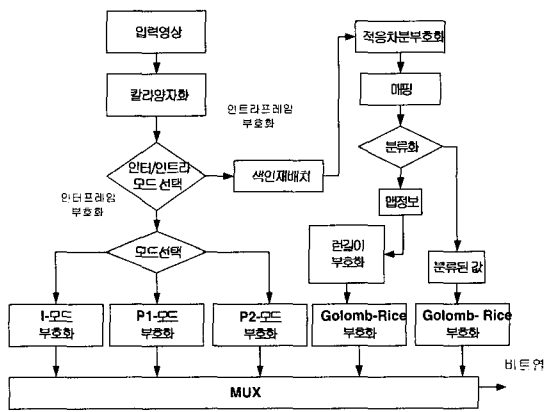 입력영상
칼라양자화
인터/인트라
모드 선택
인트라프레임
부호화
인터프레임
부호화
색인재배치
모드선택
I-모드
부호화
P1-모드
부호화
P2-모드
부호화
적응차분부호화
매핑
분류화
맵정보
런길이
부호화
분류된 값
Golomb-Rice
부호화
Golomb- Rice
부호화
MUX
비트열